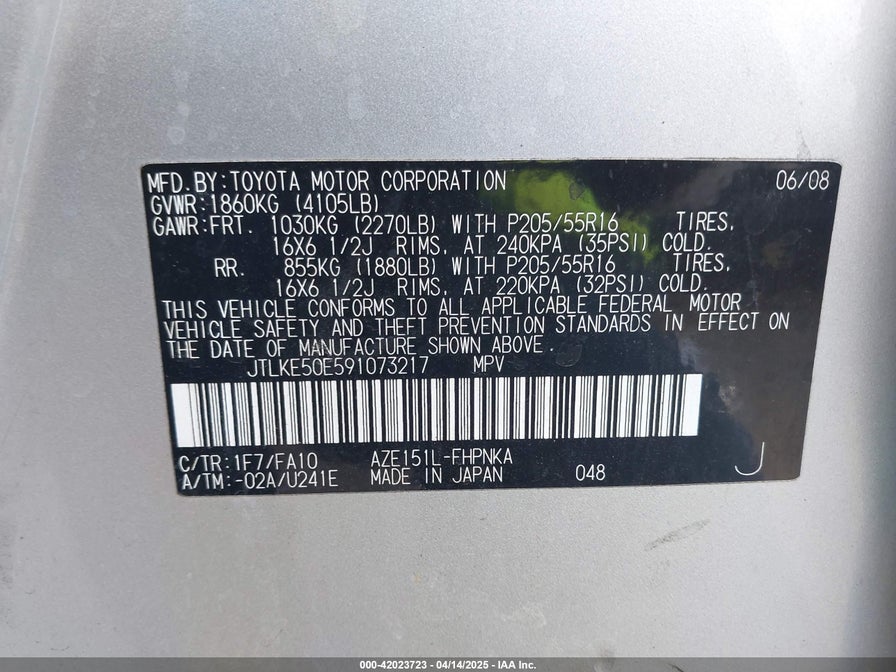 MFD.BY:TOYOTA MOTOR CORPORATION 06/08
GVWR:1860KG (4105LB)
GAWR:FRT. 1030KG (2270LB) WITH P205/55R16 TIRES,
16X6 1/2J RIMS, AT 240KPA (35PSI) COLD.
RR. 855KG (1880LB) WITH P205/55R16 TIRES,
16X6 1/2J RIMS, AT 220KPA (32PSI) COLD.
THIS VEHICLE CONFORMS TO ALL APPLICABLE FEDERAL MOTOR
VEHICLE SAFETY AND THEFT PREVENTION STANDARDS IN EFFECT ON
THE DATE OF MANUFACTURE SHOWN ABOVE.
JTLKE50E591073217 MPV
C/TR:1F7/FA10 AZE151L-FHPNKA
A/TM:-02A/U241E MADE IN JAPAN 048 J
000-42023723 - 04/14/2025 - IAA Inc.